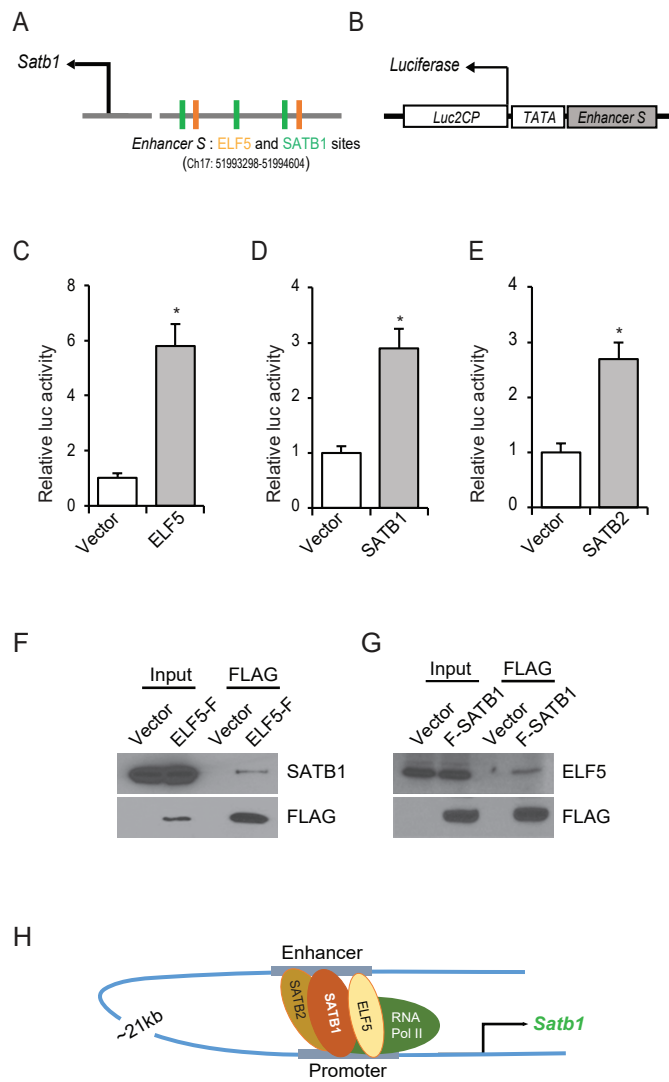 A
B
Satb1
Luciferase
Luc2CP
TATA
Enhancer S
Enhancer S : ELF5 and SATB1 sites
(Ch17: 51993298-51994604)
C
D
E
Relative luc activity
8
6
4
2
0
*
Vector
ELF5
Relative luc activity
4
3
2
1
0
*
Vector
SATB1
Relative luc activity
4
3
2
1
0
*
Vector
SATB2
F
G
Input
FLAG
Vector
ELF5-F
Vector
ELF5-F
SATB1
FLAG
Input
FLAG
Vector
F-SATB1
Vector
F-SATB1
ELF5
FLAG
H
Enhancer
~21kb
SATB2
SATB1
ELF5
RNA
Pol II
Satb1
Promoter